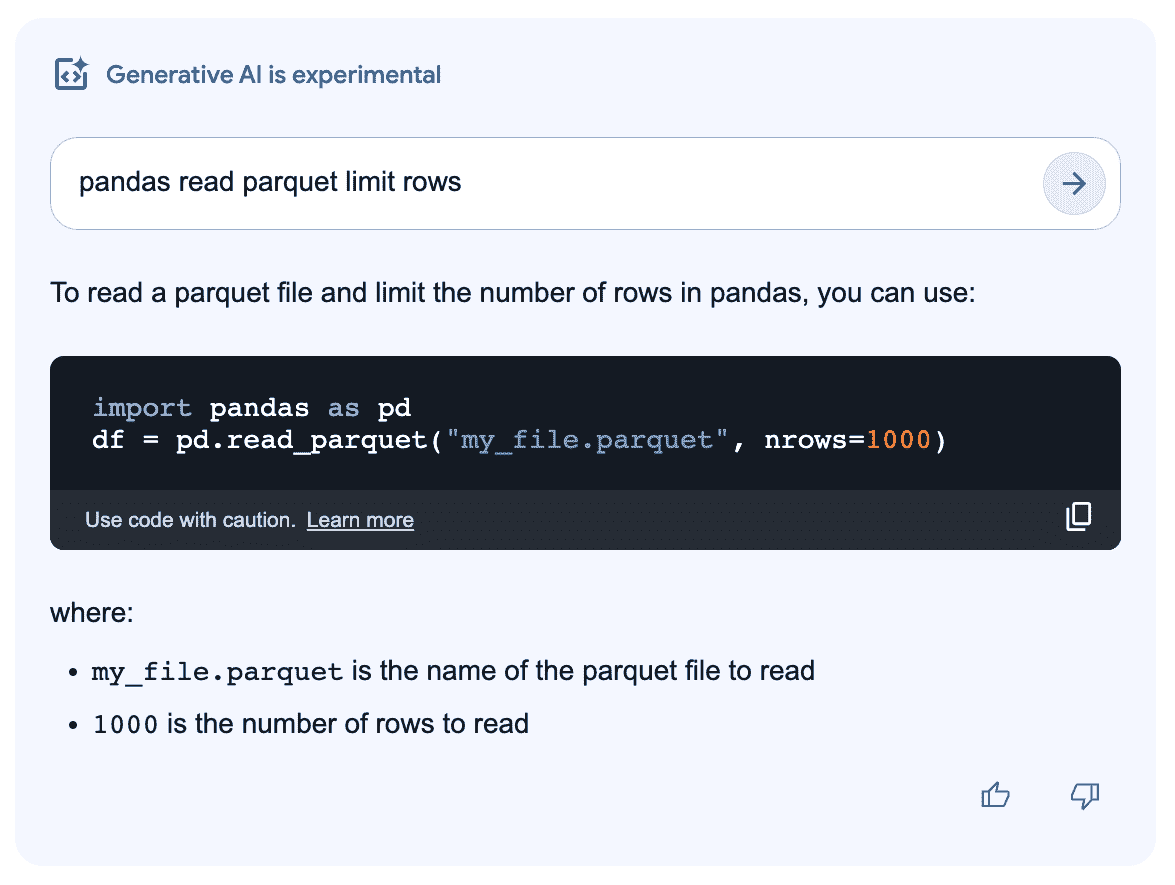 Generative AI is experimental
pandas read parquet limit rows
To read a parquet file and limit the number of rows in pandas, you can use:
import pandas as pd
df = pd.read_parquet("my_file.parquet", nrows=1000)
Use code with caution. Learn more
where:
• my_file.parquet is the name of the parquet file to read
• 1000 is the number of rows to read